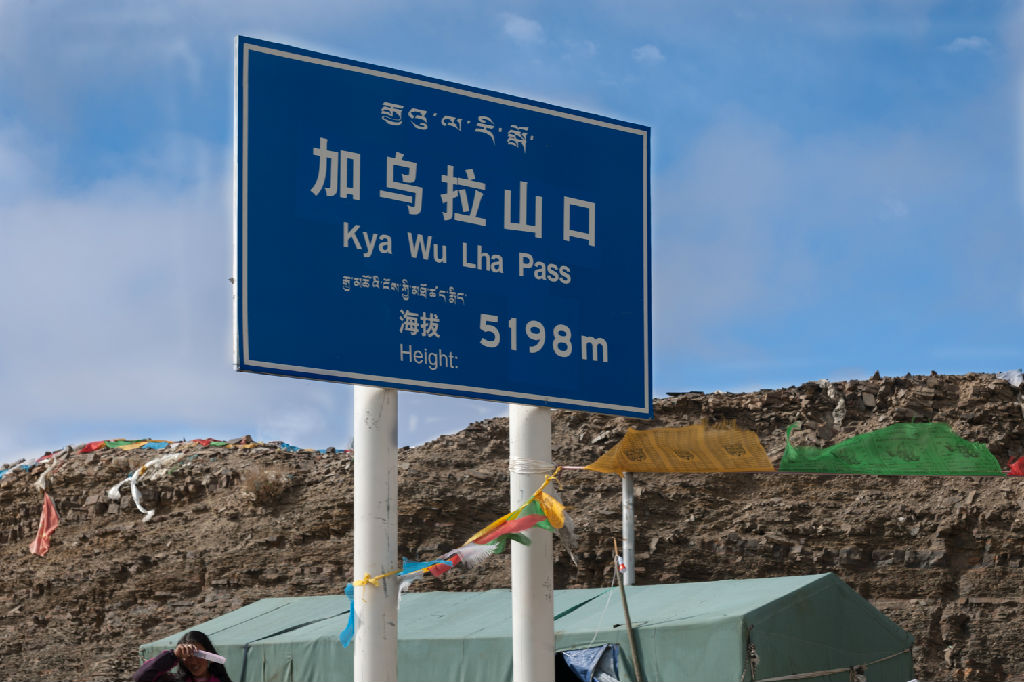 རྒྱ་འུ་ལ་རི་སྒོ་
加乌拉山口
Kya Wu Lha Pass
海拔
5198m
Height: